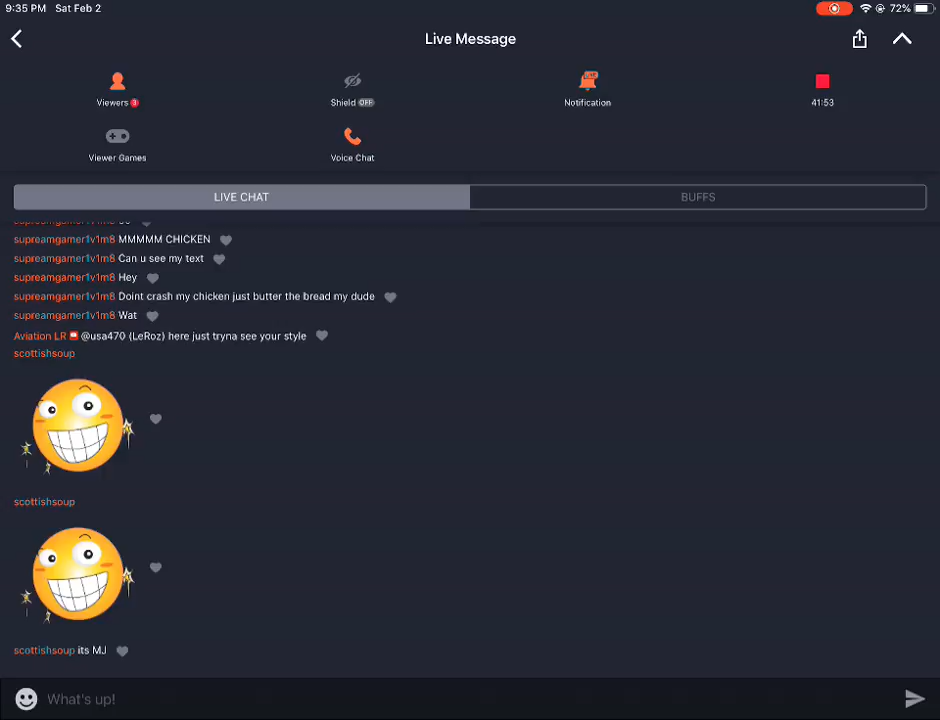 9:35 PM Sat Feb 2
72%
Live Message
Viewers 3
Shield OFF
LIVE
Notification
41:53
Viewer Games
Voice Chat
LIVE CHAT
BUFFS
supreamgamer1v1m8
supreamgamer1v1m8 MMMMM CHICKEN
supreamgamer1v1m8 Can u see my text
supreamgamer1v1m8 Hey
supreamgamer1v1m8 Doint crash my chicken just butter the bread my dude
supreamgamer1v1m8 Wat
Aviation LR @usa470 (LeRoz) here just tryna see your style
scottishsoup
scottishsoup
scottishsoup its MJ
What's up!